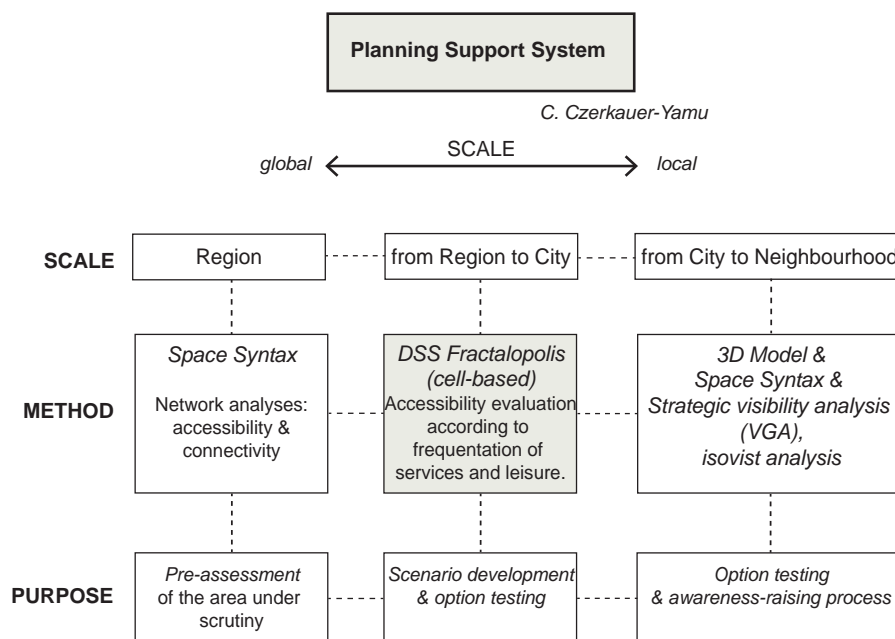 Planning Support System
C. Czerkauer-Yamu
SCALE
global
local
SCALE
Region
from Region to City
from City to Neighbourhood
METHOD
Space Syntax
Network analyses:
accessibility &
connectivity
DSS Fractalopolis
(cell-based)
Accessibility evaluation
according to
frequentation of
services and leisure.
3D Model &
Space Syntax &
Strategic visibility analysis
(VGA),
isovist analysis
PURPOSE
Pre-assessment
of the area under
scrutiny
Scenario development
& option testing
Option testing
& awareness-raising process